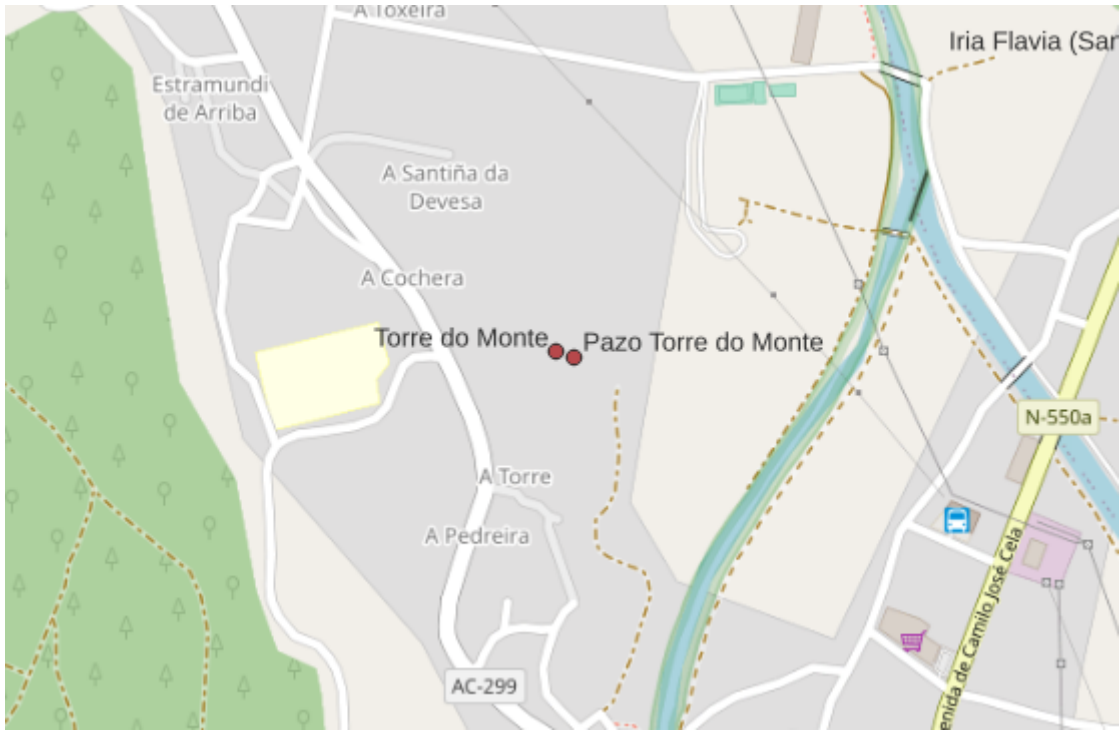 A Toxeira
Iria Flavia (San
Estramundi
de Arriba
A Santiña da
Devesa
A Cochera
Torre do Monte
Pazo Torre do Monte
N-550a
A Torre
A Pedreira
enida de Camilo José Cela
AC-299